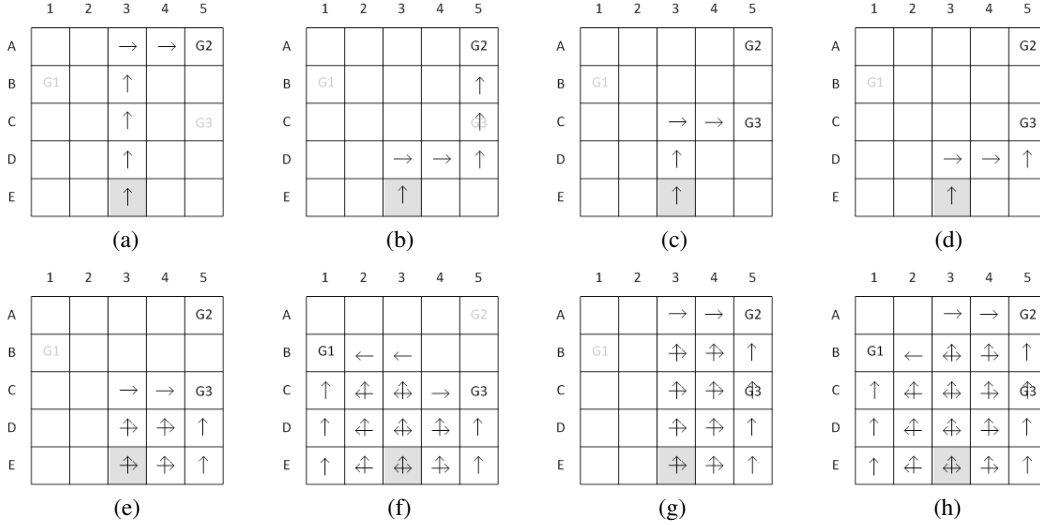 1 2 3 4 5 1 2 3 4 5 1 2 3 4 5 1 2 3 4 5
A → → G2 A G2 A G2 A G2
B G1 ↑ B G1 ↑ B G1 B G1
C ↑ G3 C G3 ↑ C → → G3 C G3
D ↑ D → → ↑ D ↑ D → → ↑
E ↑ E ↑ E ↑ E ↑
(a) (b) (c) (d)
1 2 3 4 5 1 2 3 4 5 1 2 3 4 5 1 2 3 4 5
A G2 A G2 A → → G2 A → → G2
B G1 B G1 ← ← B G1 ↑ B G1 ← ↑
C → → G3 C ↑ → G3 C G3 C ↑ G3
D ↑ D ↑ ↑ D ↑ D ↑ ↑
E ↑ E ↑ ↑ E ↑ E ↑ ↑
(e) (f) (g) (h)